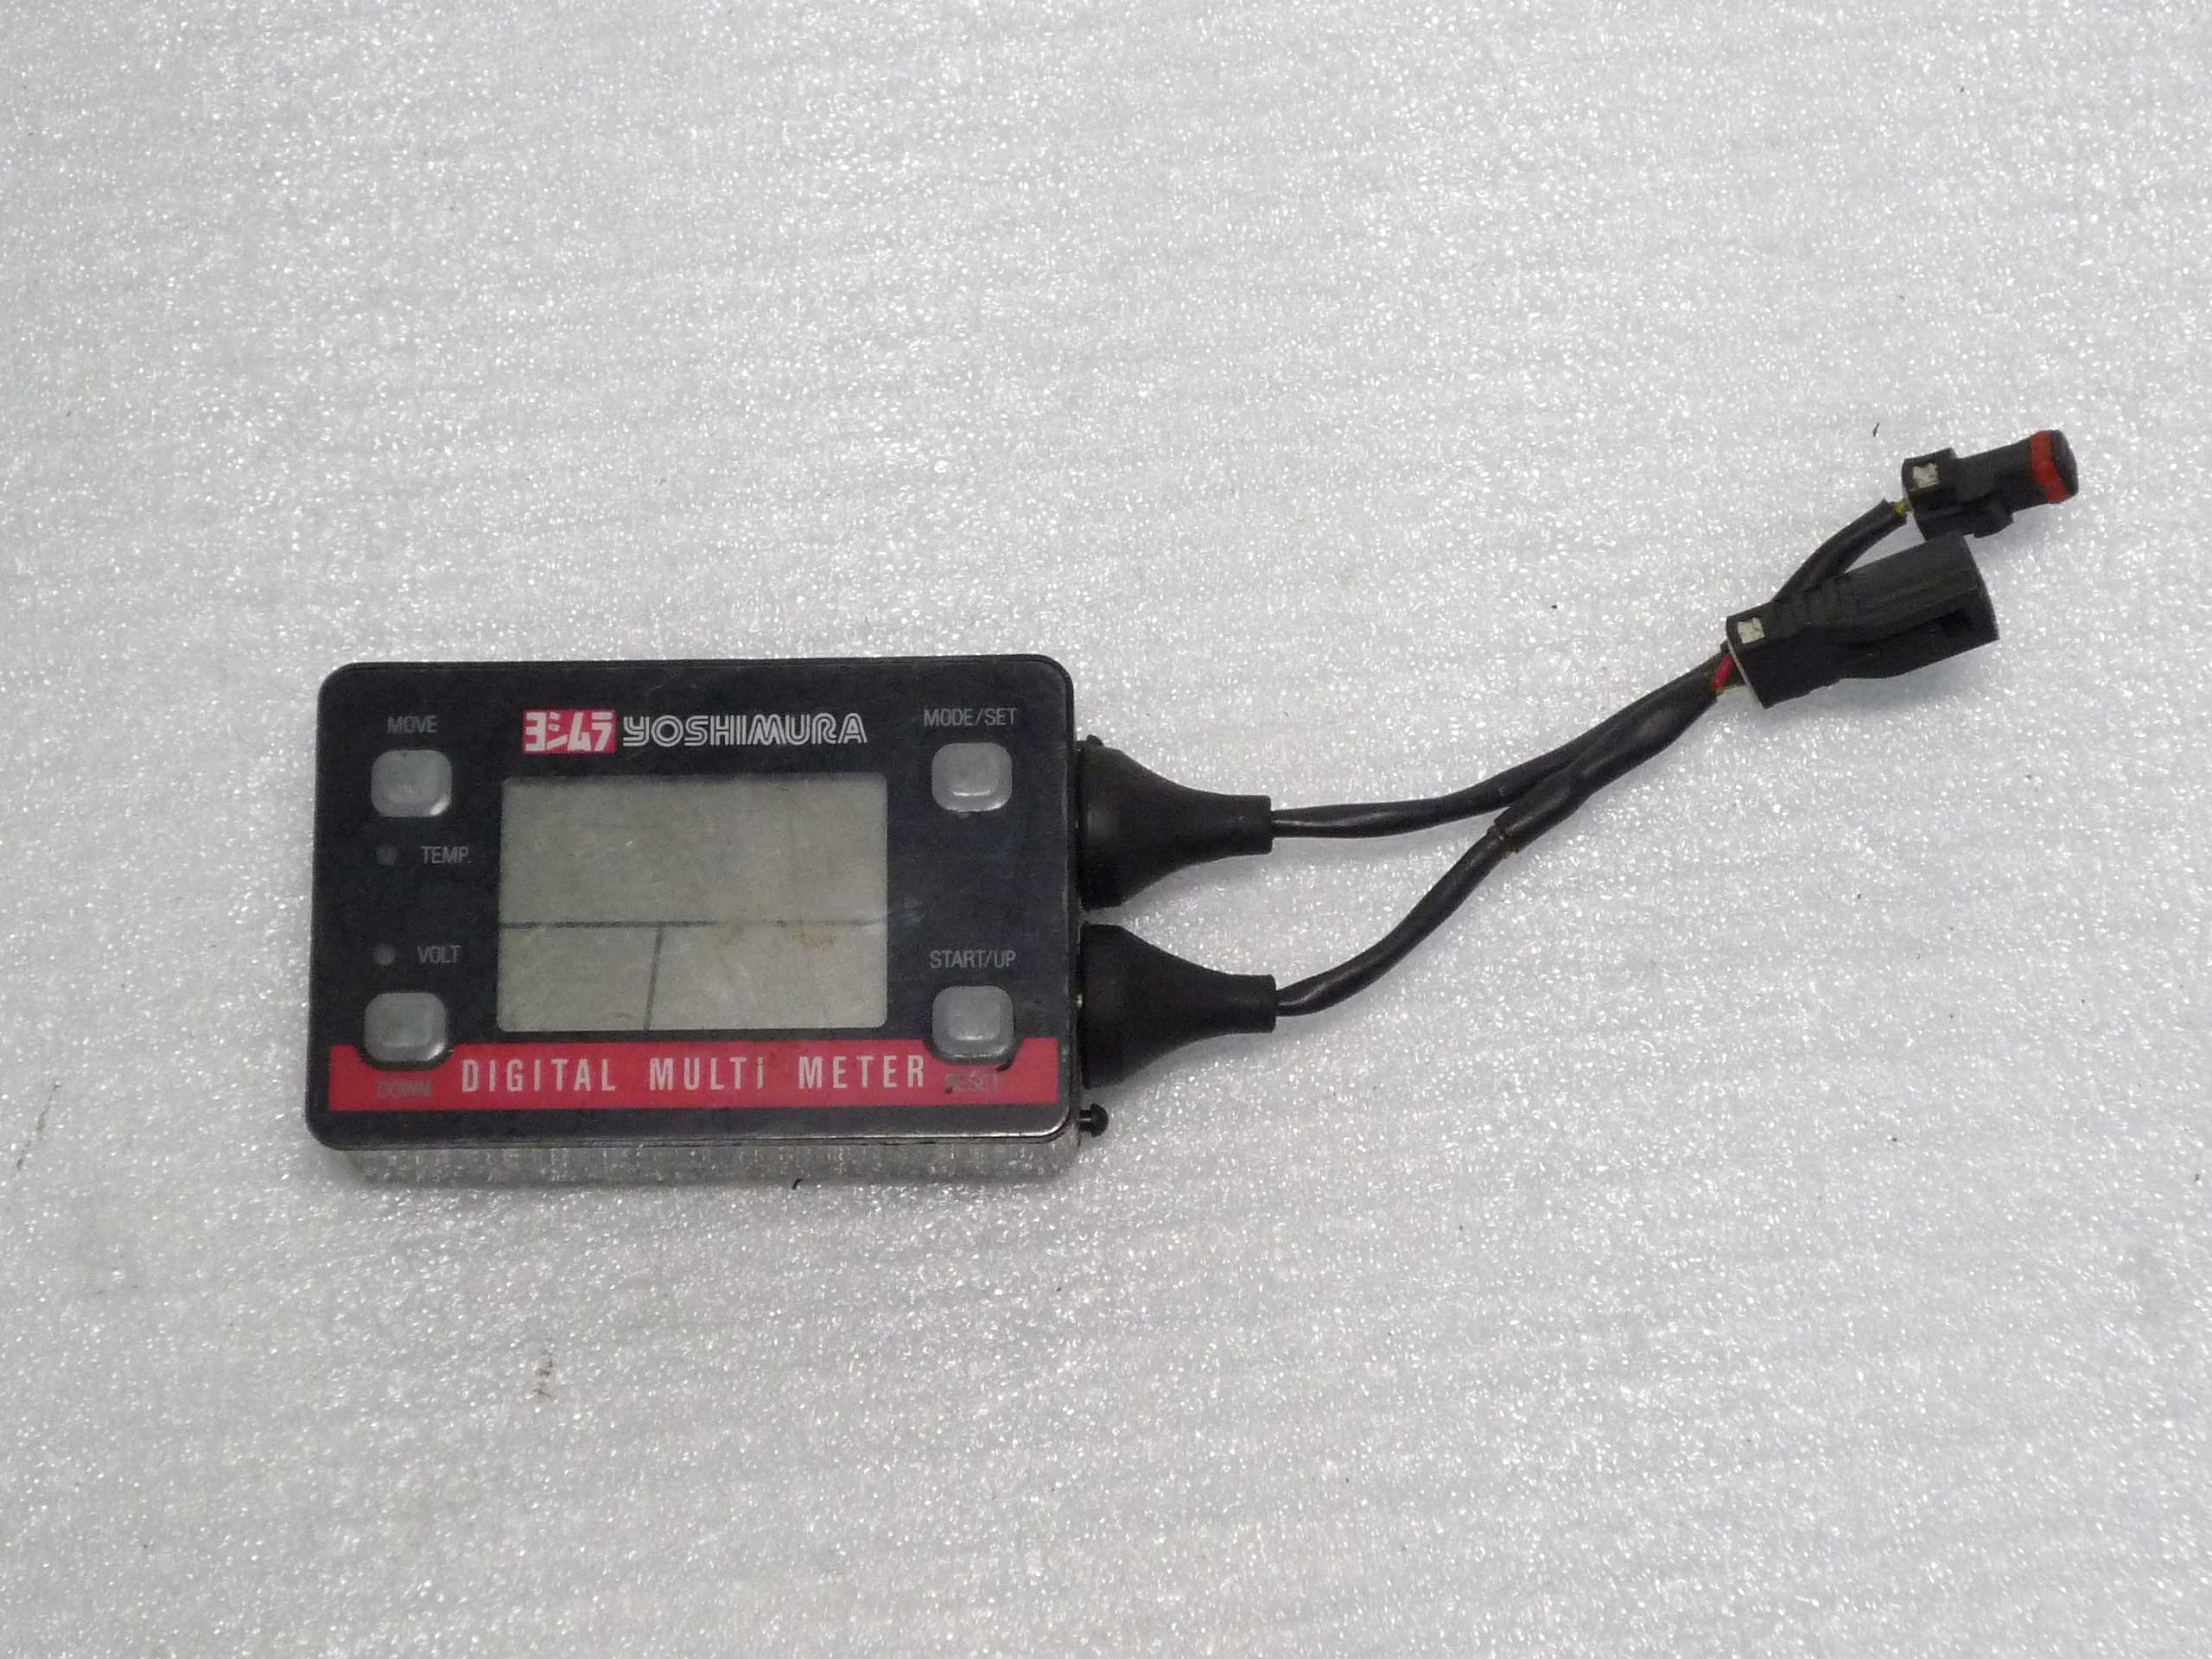 MOVE
ヨシムラ YOSHIMURA
MODE/SET
TEMP.
VOLT
START/UP
DIGITAL MULTI METER
DOWN
RESET